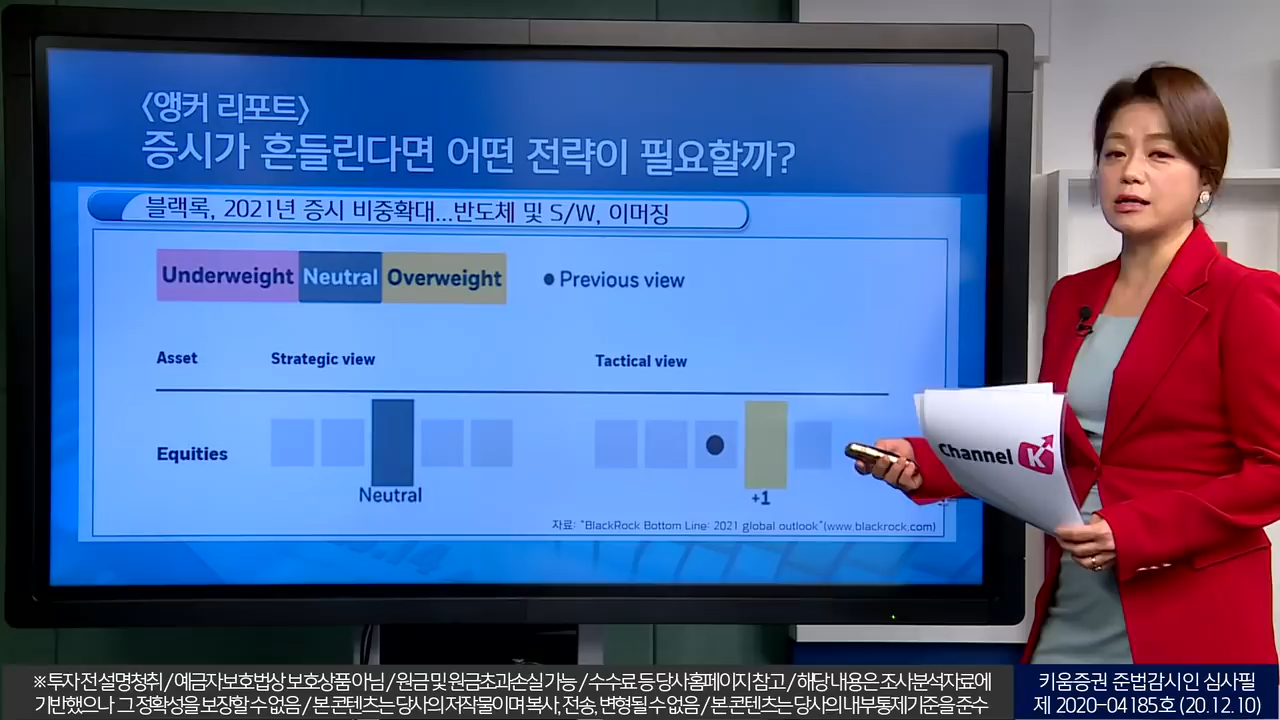 〈앵커 리포트〉
증시가 흔들린다면 어떤 전략이 필요할까?
블랙록, 2021년 증시 비중확대...반도체 및 S/W, 이머징
Underweight Neutral Overweight ● Previous view
Asset Strategic view Tactical view
Equities
Neutral +1
자료: "BlackRock Bottom Line: 2021 global outlook"(www.blackrock.com)
Channel K
※ 투자 전 설명청취 / 예금자보호법상 보호상품 아님 / 원금 및 원금초과손실 가능 / 수수료 등 당사홈페이지 참고 / 해당 내용은 조사분석자료에
기반했으나 그 정확성을 보장할 수 없음 / 본 콘텐츠는 당사의 저작물이며 복사, 전송, 변형될 수 없음 / 본 콘텐츠는 당사의 내부통제기준을 준수
키움증권 준법감시인 심사필
제 2020-04185호 (20.12.10)